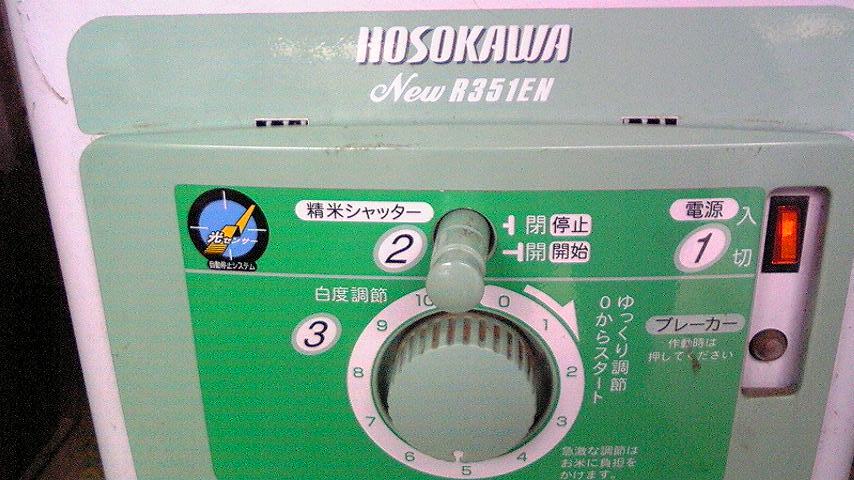 HOSOKAWA
New R351EN
光センサー
自動停止システム
精米シャッター
2
閉 停止
開 開始
電源
1
入
切
白度調節
3
0
1
2
3
4
5
6
7
8
9
10
ゆっくり調節
0からスタート
ブレーカー
作動時は
押してください
急激な調節は
お米に負担を
かけます。